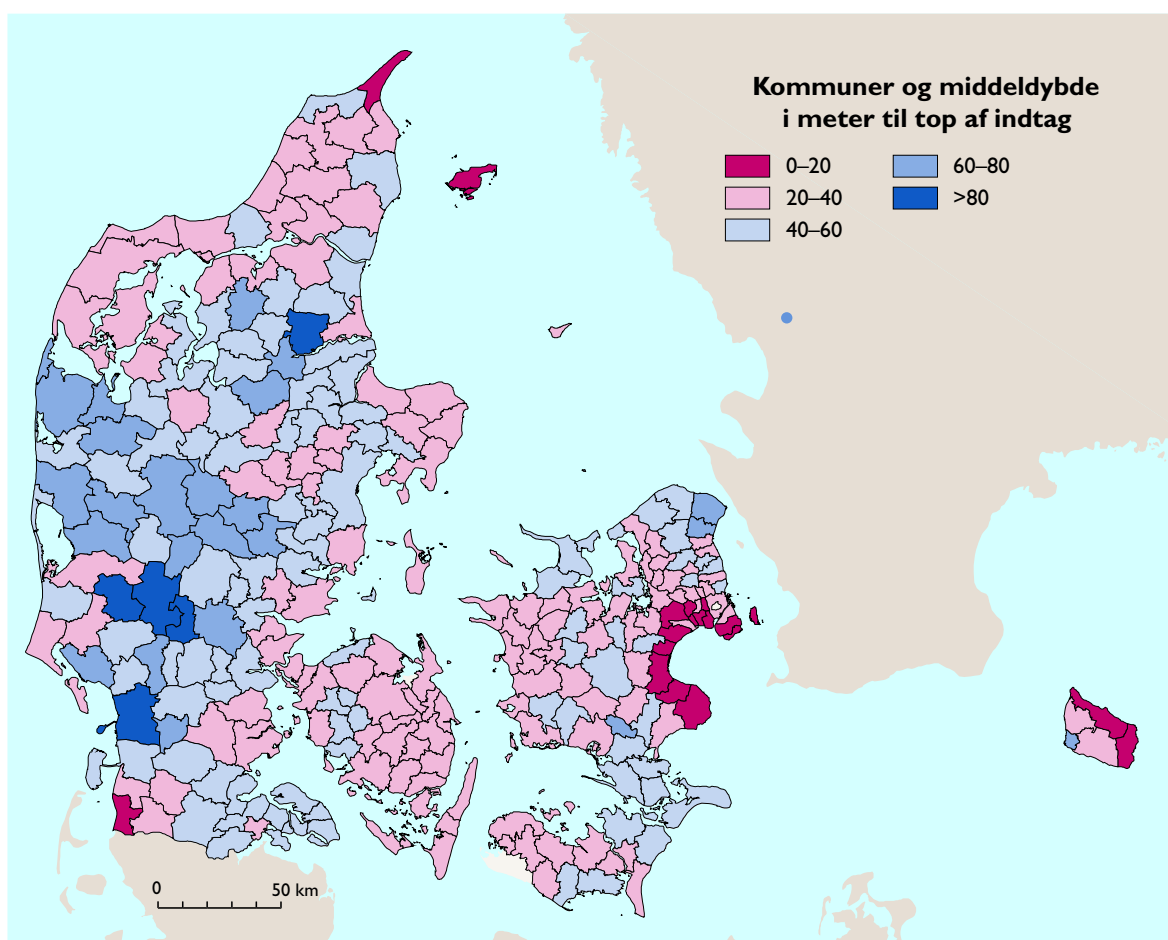 Kommuner og middeldybde
i meter til top af indtag
0–20
20–40
40–60
60–80
>80
0 50 km